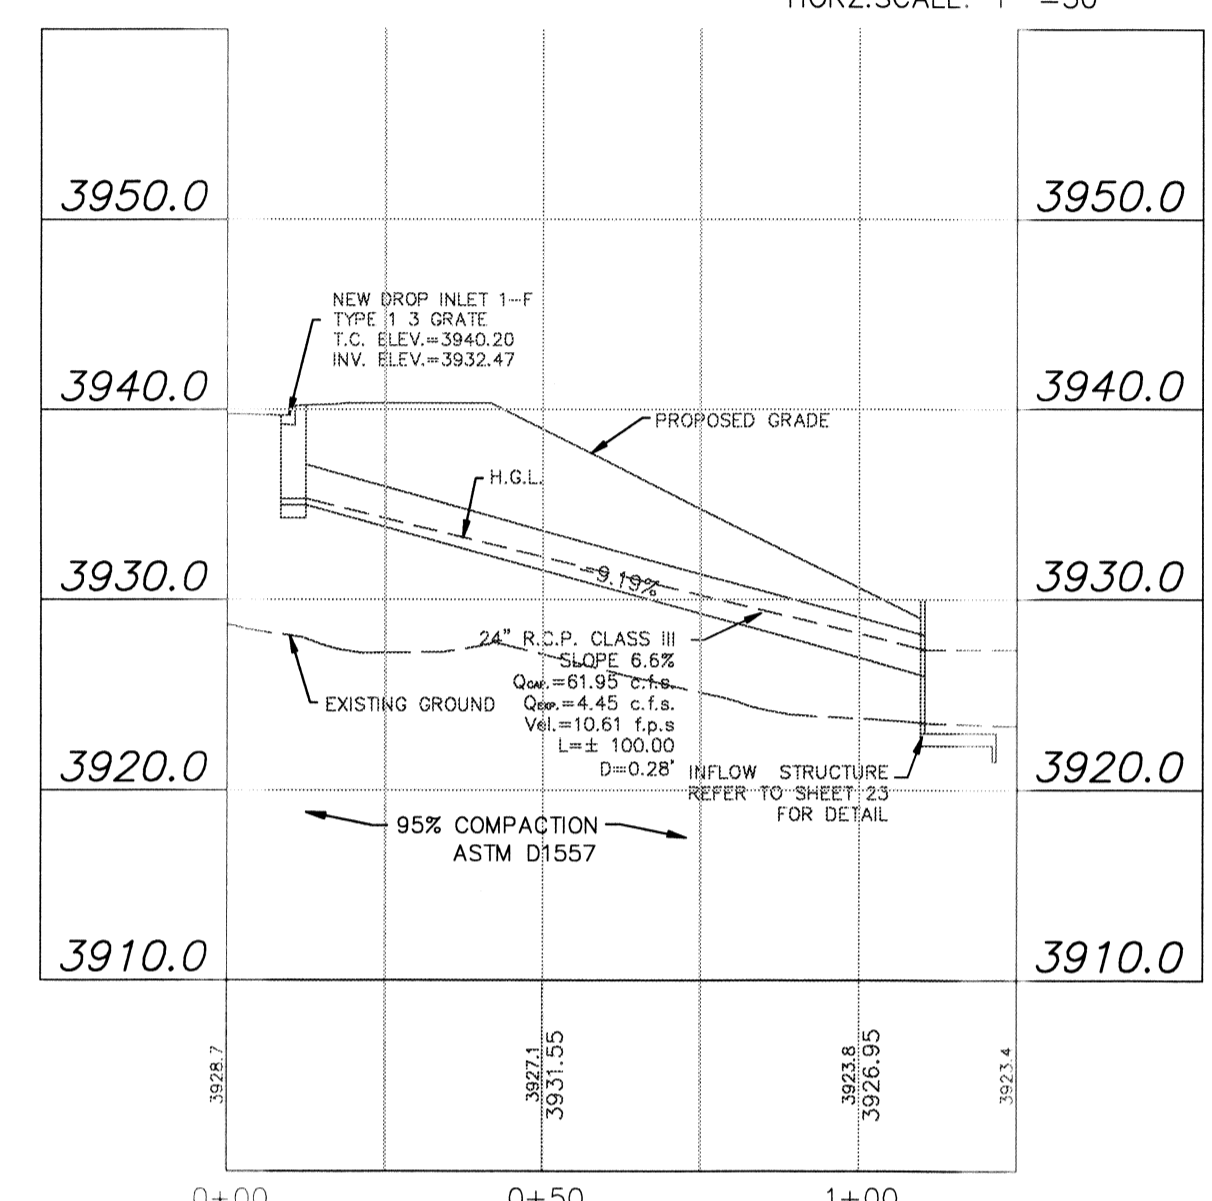 HORZ.SCALE: 1"=50'
3950.0
3950.0
NEW DROP INLET 1-F
TYPE 1 3 GRATE
T.C. ELEV.=3940.20
INV. ELEV.=3932.47
3940.0
3940.0
PROPOSED GRADE
H.G.L.
3930.0
-9.19%
3930.0
24" R.C.P. CLASS III
SLOPE 6.6%
QCAP.=61.95 c.f.s.
QEXP.=4.45 c.f.s.
Vel.=10.61 f.p.s
L=± 100.00
D=0.28'
EXISTING GROUND
3920.0
INFLOW STRUCTURE
REFER TO SHEET 23
FOR DETAIL
3920.0
95% COMPACTION
ASTM D1557
3910.0
3910.0
3928.7
3927.1
3931.55
3923.8
3926.95
3923.4
0+00
0+50
1+00